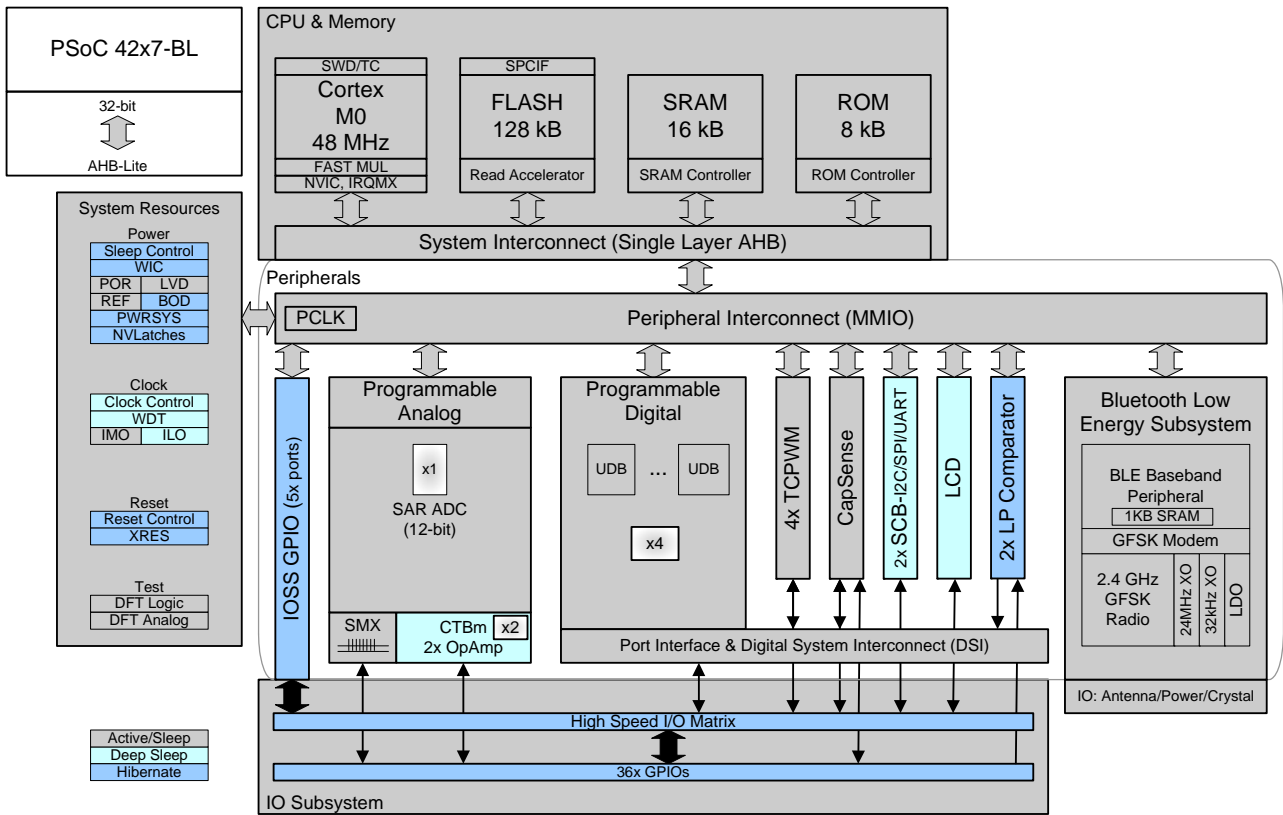 PSoC 42x7-BL
32-bit
AHB-Lite
CPU & Memory
SWD/TC
Cortex
M0
48 MHz
FAST MUL
NVIC, IRQMX
SPCIF
FLASH
128 kB
Read Accelerator
SRAM
16 kB
SRAM Controller
ROM
8 kB
ROM Controller
System Interconnect (Single Layer AHB)
System Resources
Power
Sleep Control
WIC
POR LVD
REF BOD
PWRSYS
NVLatches
Clock
Clock Control
WDT
IMO ILO
Reset
Reset Control
XRES
Test
DFT Logic
DFT Analog
Peripherals
PCLK
Peripheral Interconnect (MMIO)
IOSS GPIO (5x ports)
Programmable
Analog
x1
SAR ADC
(12-bit)
SMX
CTBm x2
2x OpAmp
Programmable
Digital
UDB ... UDB
x4
4x TCPWM
CapSense
2x SCB-I2C/SPI/UART
LCD
2x LP Comparator
Port Interface & Digital System Interconnect (DSI)
Bluetooth Low
Energy Subsystem
BLE Baseband
Peripheral
1KB SRAM
GFSK Modem
2.4 GHz
GFSK
Radio
24MHz XO
32kHz XO
LDO
IO: Antenna/Power/Crystal
High Speed I/O Matrix
36x GPIOs
IO Subsystem
Active/Sleep
Deep Sleep
Hibernate